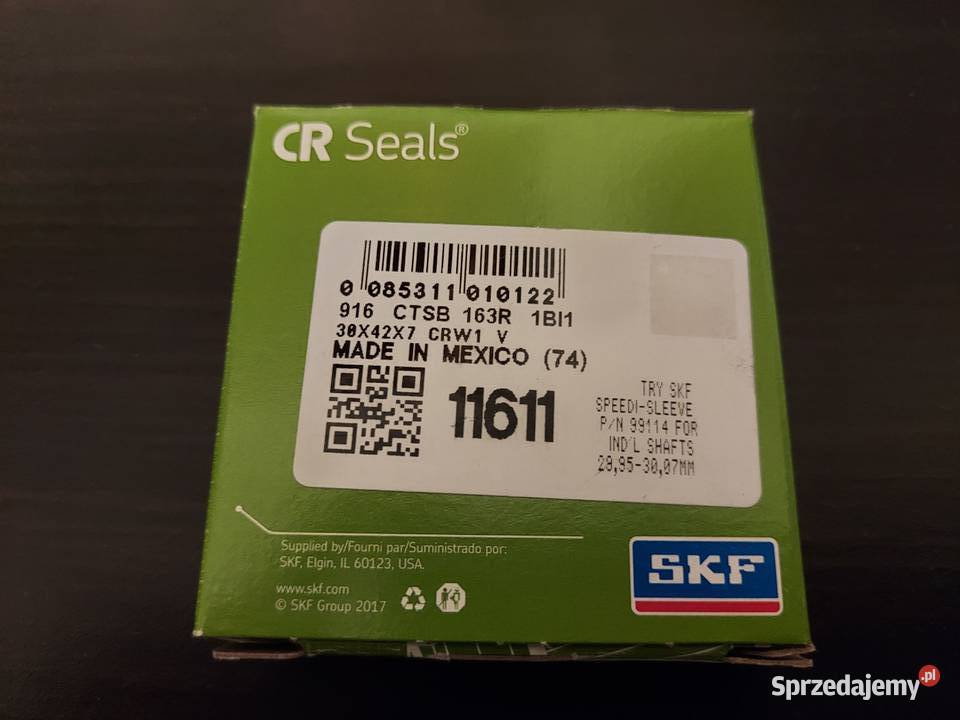 CR Seals®
0 085311 010122
916 CTSB 163R 1BI1
30X42X7 CRW1 V
MADE IN MEXICO (74)
11611
TRY SKF
SPEEDI-SLEEVE
P/N 99114 FOR
IND'L SHAFTS
29,95-30,07MM
Supplied by/Fourni par/Suministrado por:
SKF, Elgin, IL 60123, USA.
www.skf.com
© SKF Group 2017
SKF
Sprzedajemy.pl